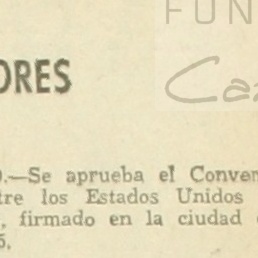 FUN
Ca
ORES
.—Se aprueba el Conven
tre los Estados Unidos
, firmado en la ciudad
5.